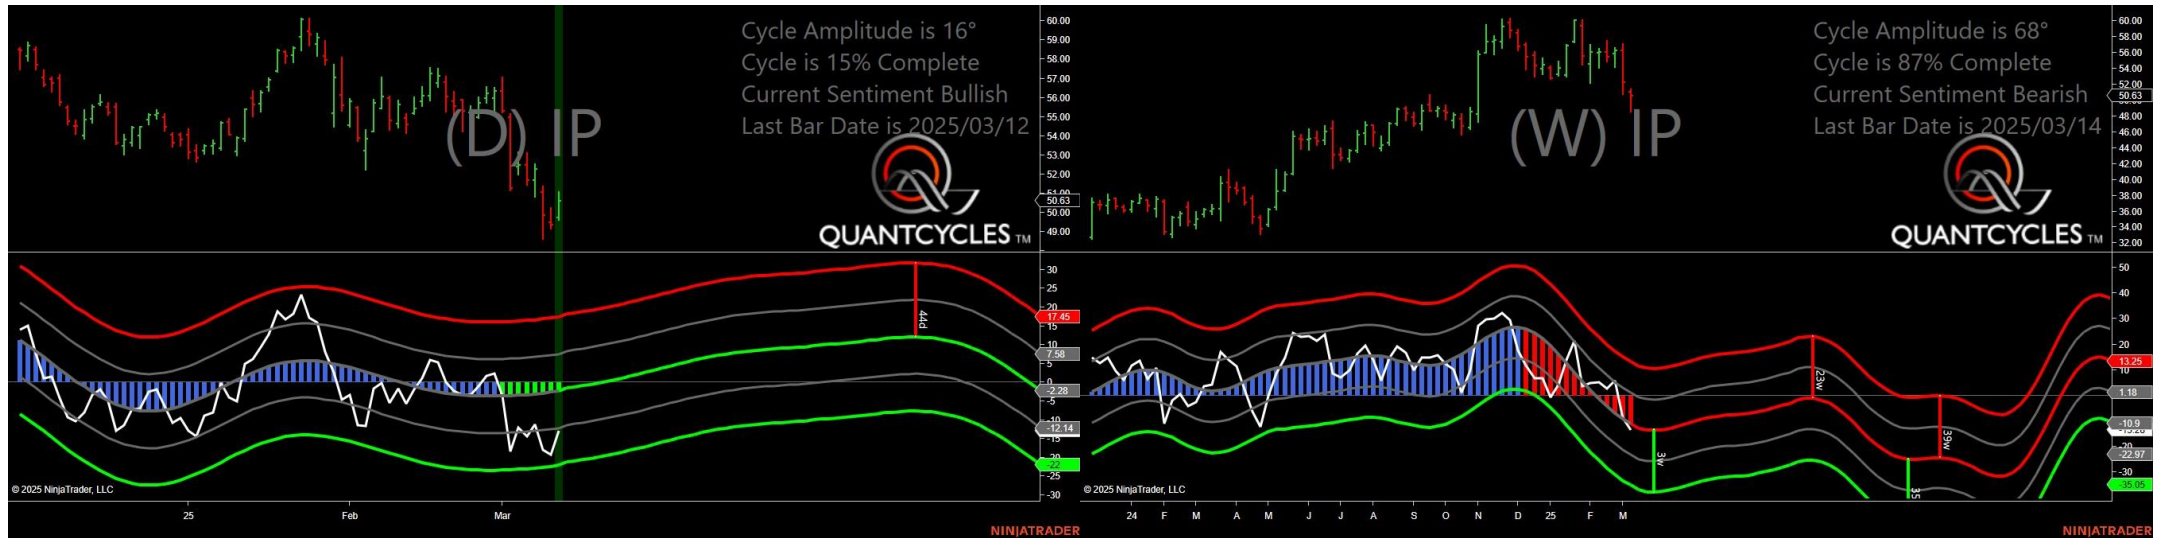 Cycle Amplitude is 16°
Cycle is 15% Complete
Current Sentiment Bullish
Last Bar Date is 2025/03/12
(D) IP
QUANTCYCLES TM
60.00
59.00
58.00
57.00
56.00
55.00
54.00
53.00
52.00
51.00
50.63
50.00
49.00
30
25
20
17.45
15
10
7.58
5
0
-2.28
-5
-10
-12.14
-15
-20
-22
-25
-30
44d
© 2025 NinjaTrader, LLC
25
Feb
Mar
NINJATRADER
Cycle Amplitude is 68°
Cycle is 87% Complete
Current Sentiment Bearish
Last Bar Date is 2025/03/14
(W) IP
QUANTCYCLES TM
60.00
58.00
56.00
54.00
52.00
50.63
48.00
46.00
44.00
42.00
40.00
38.00
36.00
34.00
32.00
50
40
30
20
13.25
10
1.18
-10.9
-20
-22.97
-30
-35.05
23w
39w
3w
35
© 2025 NinjaTrader, LLC
24 F M A M J J A S O N D 25 F M
NINJATRADER